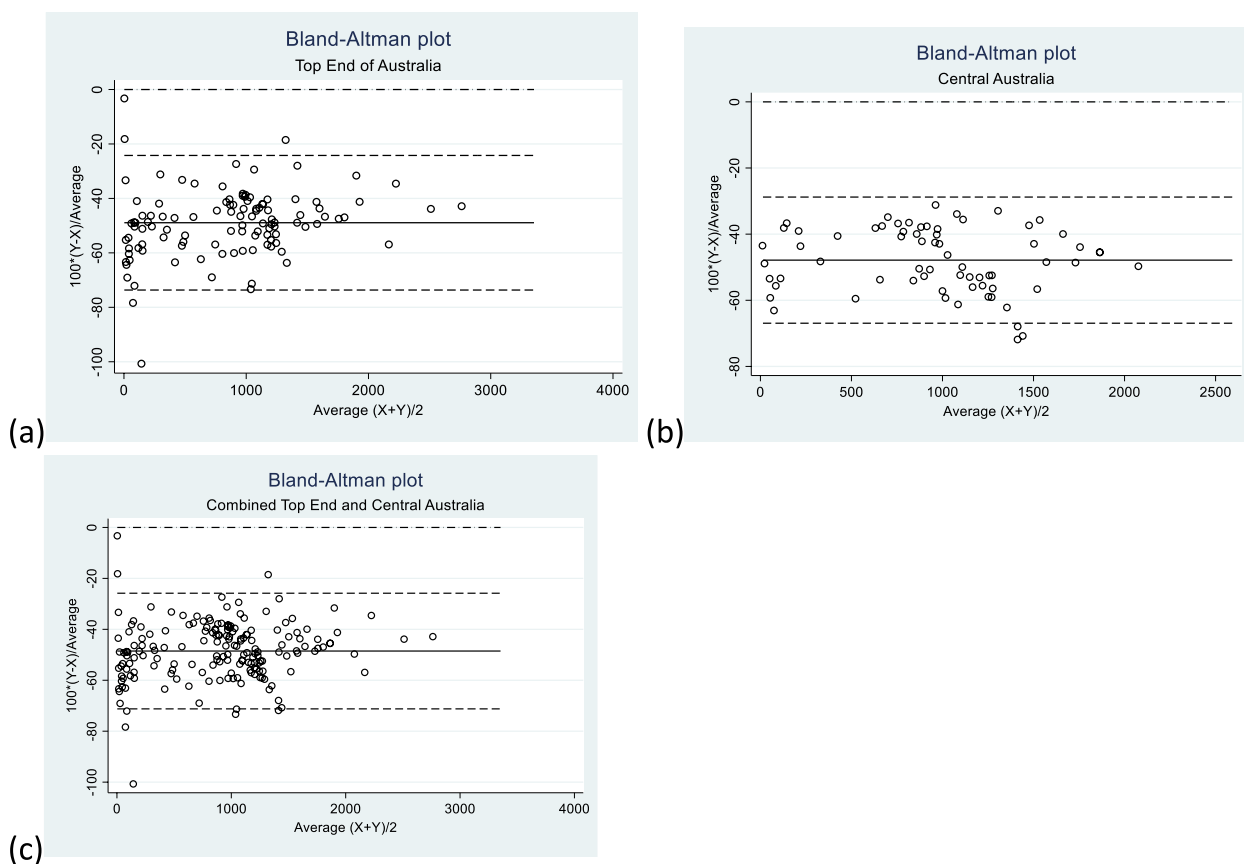 Bland-Altman plot
Top End of Australia
0
-20
-40
-60
-80
-100
100*(Y-X)/Average
0 1000 2000 3000 4000
Average (X+Y)/2
(a)
Bland-Altman plot
Central Australia
0
-20
-40
-60
-80
100*(Y-X)/Average
0 500 1000 1500 2000 2500
Average (X+Y)/2
(b)
Bland-Altman plot
Combined Top End and Central Australia
0
-20
-40
-60
-80
-100
100*(Y-X)/Average
0 1000 2000 3000 4000
Average (X+Y)/2
(c)